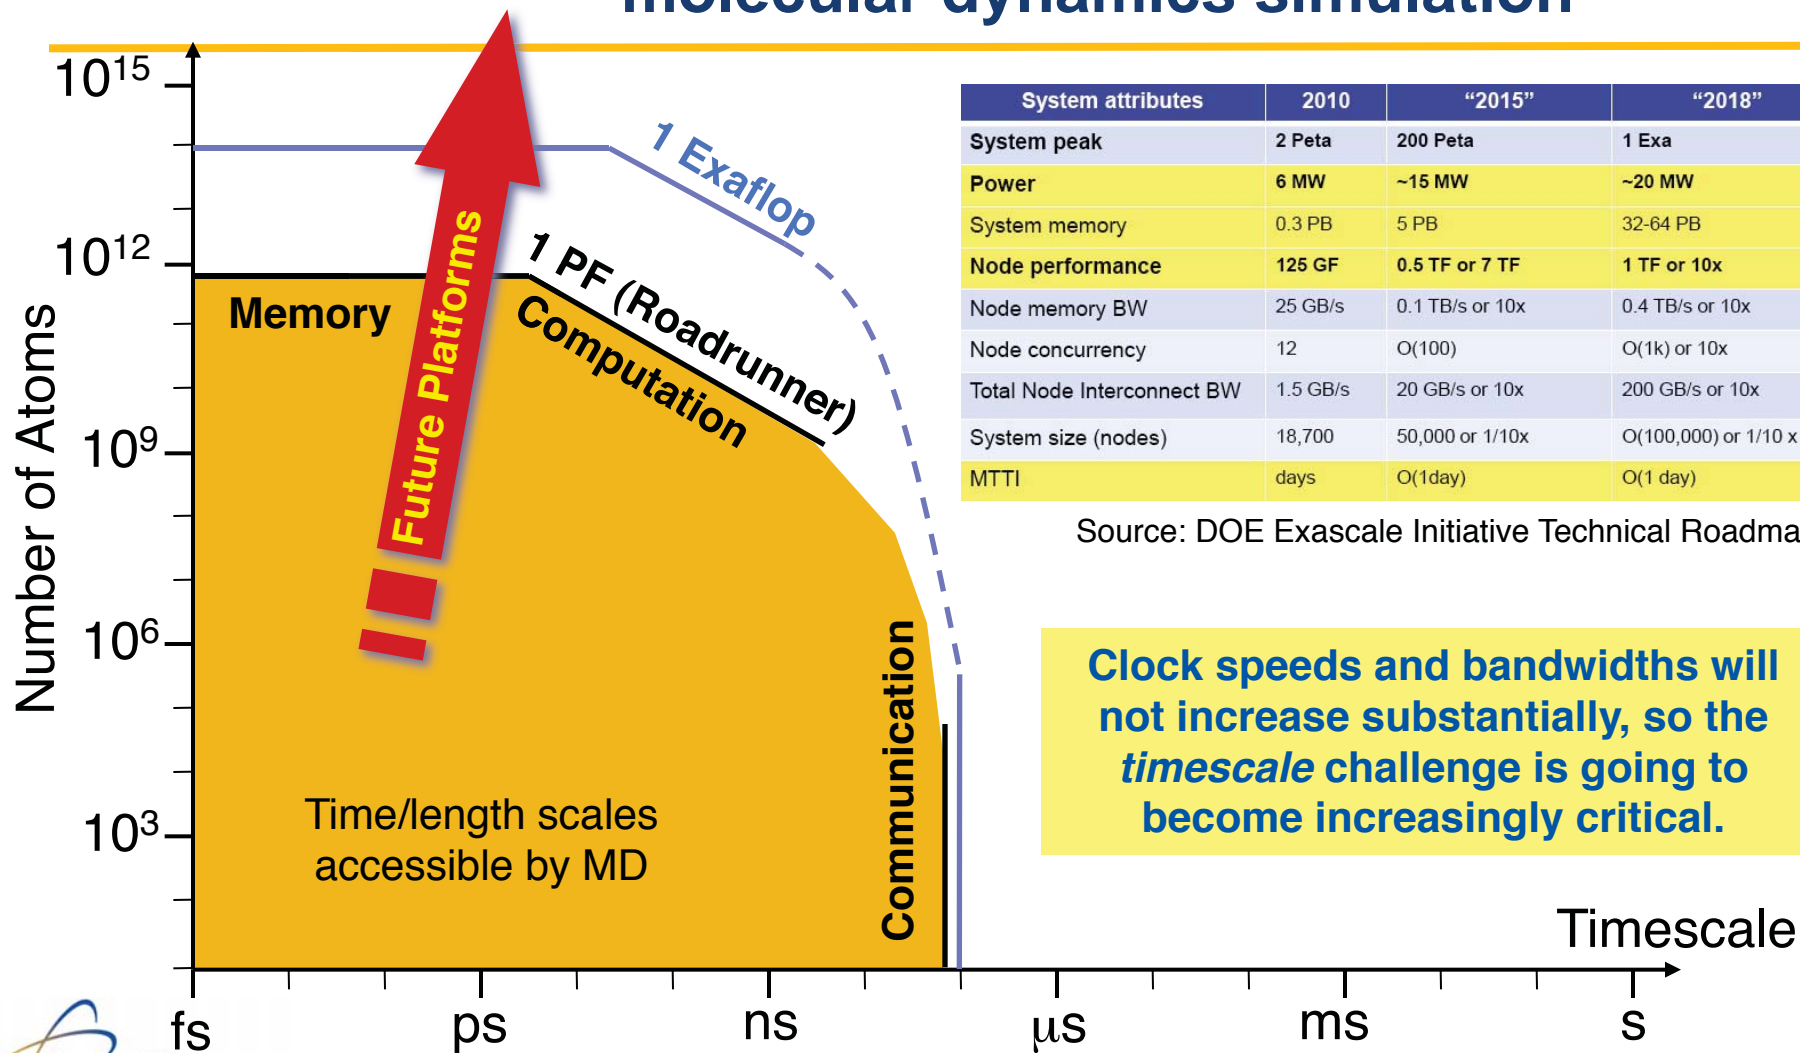 molecular dynamics simulation
10¹⁵
10¹²
10⁹
10⁶
10³
Number of Atoms
Memory
Future Platforms
1 Exaflop
1 PF (Roadrunner)
Computation
Communication
Time/length scales
accessible by MD
System attributes 2010 “2015” “2018”
System peak 2 Peta 200 Peta 1 Exa
Power 6 MW ~15 MW ~20 MW
System memory 0.3 PB 5 PB 32-64 PB
Node performance 125 GF 0.5 TF or 7 TF 1 TF or 10x
Node memory BW 25 GB/s 0.1 TB/s or 10x 0.4 TB/s or 10x
Node concurrency 12 O(100) O(1k) or 10x
Total Node Interconnect BW 1.5 GB/s 20 GB/s or 10x 200 GB/s or 10x
System size (nodes) 18,700 50,000 or 1/10x O(100,000) or 1/10 x
MTTI days O(1day) O(1 day)
Source: DOE Exascale Initiative Technical Roadma
Clock speeds and bandwidths will
not increase substantially, so the
timescale challenge is going to
become increasingly critical.
Timescale
fs ps ns μs ms s